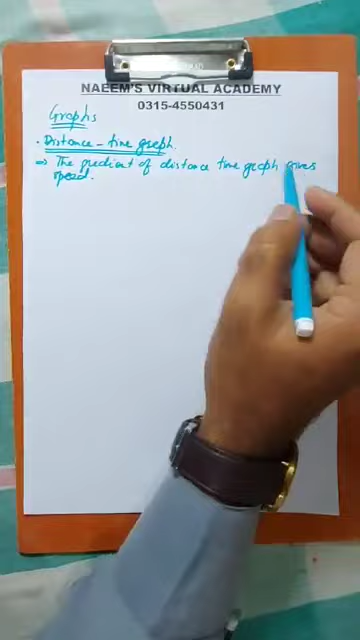 NAEEM'S VIRTUAL ACADEMY
0315-4550431
Graphs
• Distance - time graph.
⇒ The gradient of distance time graph gives
speed.